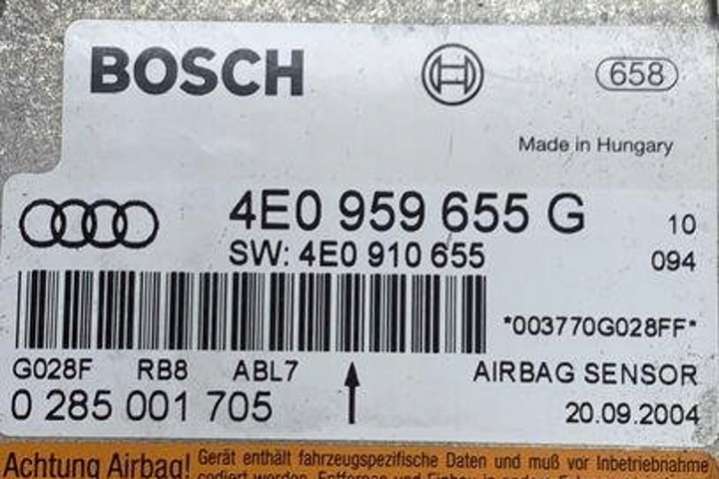 BOSCH 658
Made in Hungary
4E0 959 655 G 10
SW: 4E0 910 655 094
*003770G028FF*
G028F RB8 ABL7 AIRBAG SENSOR
0 285 001 705 20.09.2004
Achtung Airbag! Gerät enthält fahrzeugspezifische Daten und muß vor Inbetriebnahme